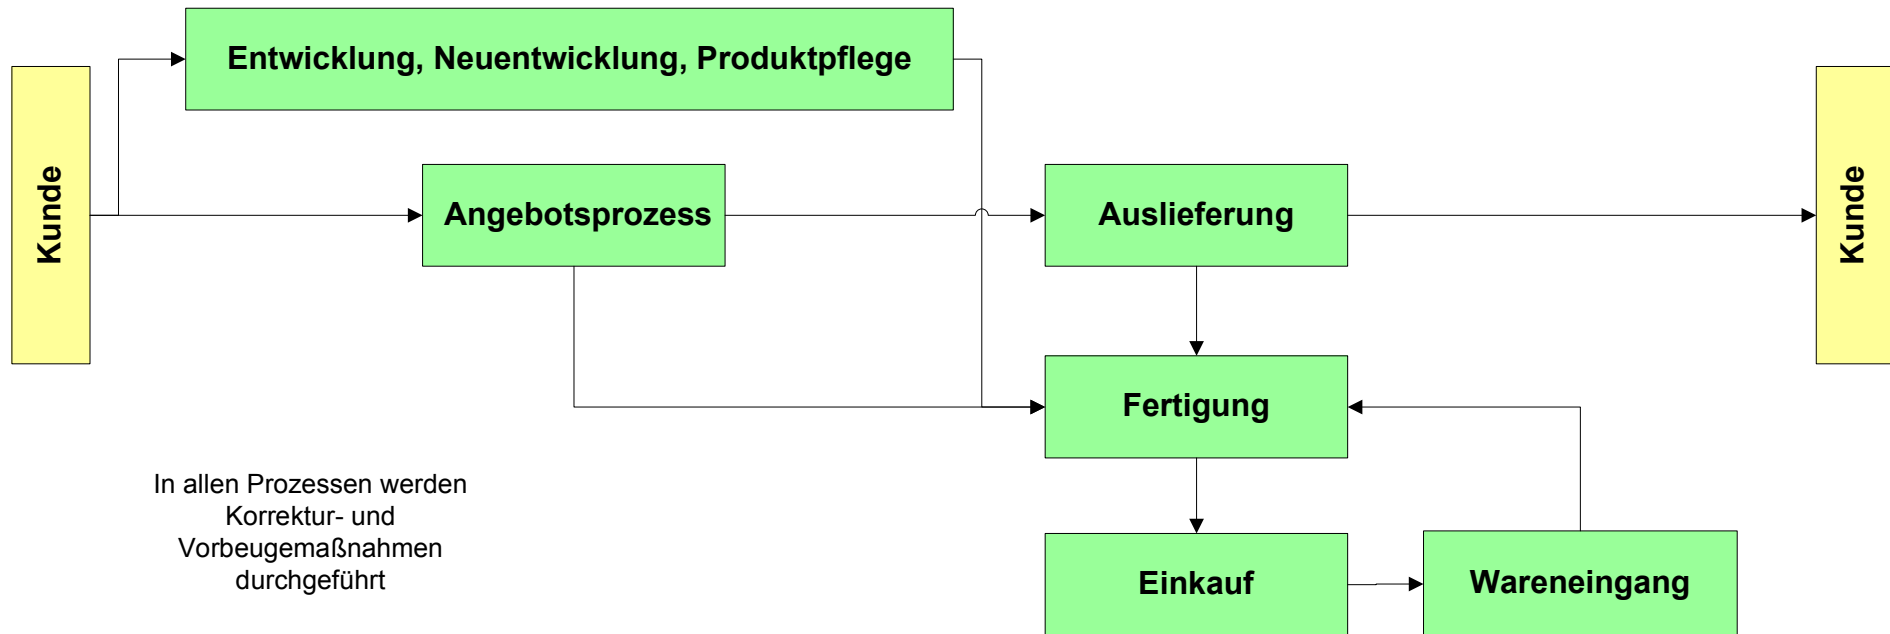 Entwicklung, Neuentwicklung, Produktpflege
Kunde
Angebotsprozess
Auslieferung
Kunde
Fertigung
In allen Prozessen werden
Korrektur- und
Vorbeugemaßnahmen
durchgeführt
Einkauf
Wareneingang